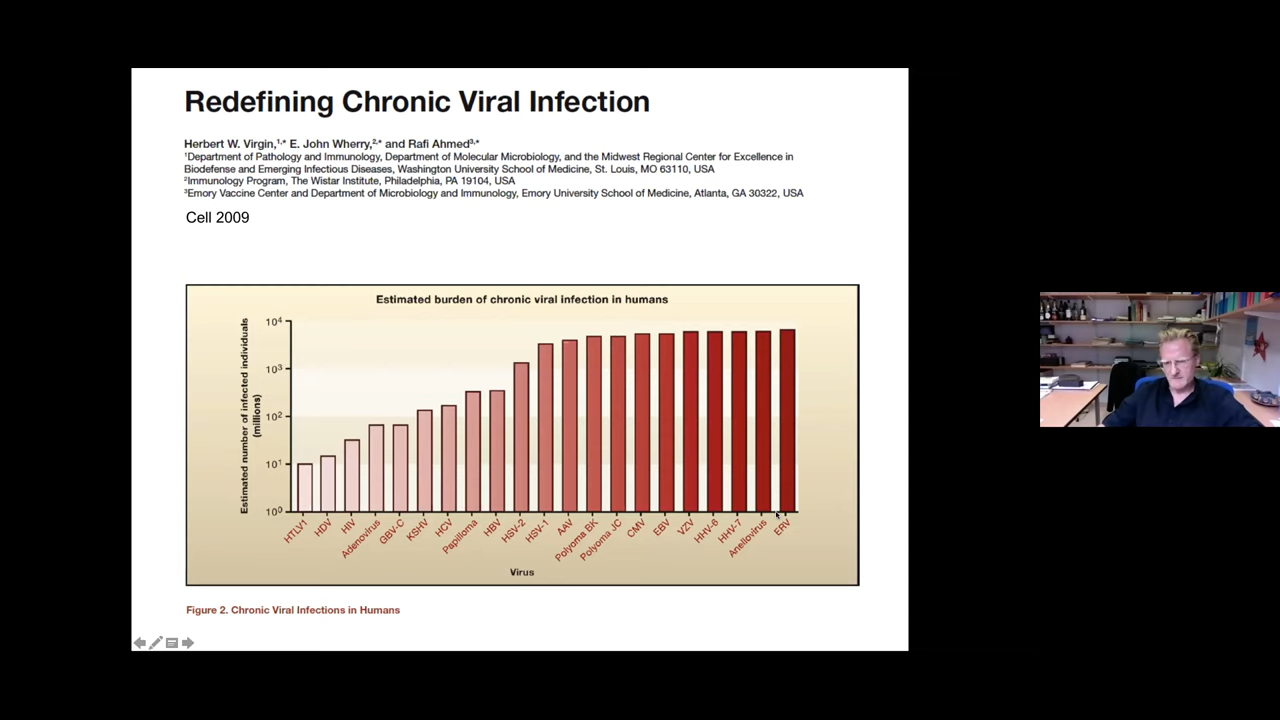 Redefining Chronic Viral Infection
Herbert W. Virgin,¹,* E. John Wherry,²,* and Rafi Ahmed³,*
¹Department of Pathology and Immunology, Department of Molecular Microbiology, and the Midwest Regional Center for Excellence in
Biodefense and Emerging Infectious Diseases, Washington University School of Medicine, St. Louis, MO 63110, USA
²Immunology Program, The Wistar Institute, Philadelphia, PA 19104, USA
³Emory Vaccine Center and Department of Microbiology and Immunology, Emory University School of Medicine, Atlanta, GA 30322, USA
Cell 2009
Estimated burden of chronic viral infection in humans
Estimated number of infected individuals
(millions)
10⁴
10³
10²
10¹
10⁰
HTLV1
HDV
HIV
Adenovirus
GBV-C
KSHV
HCV
Papilloma
HBV
HSV-2
HSV-1
AAV
Polyoma BK
Polyoma JC
CMV
EBV
VZV
HHV-6
HHV-7
Anellovirus
ERV
Virus
Figure 2. Chronic Viral Infections in Humans